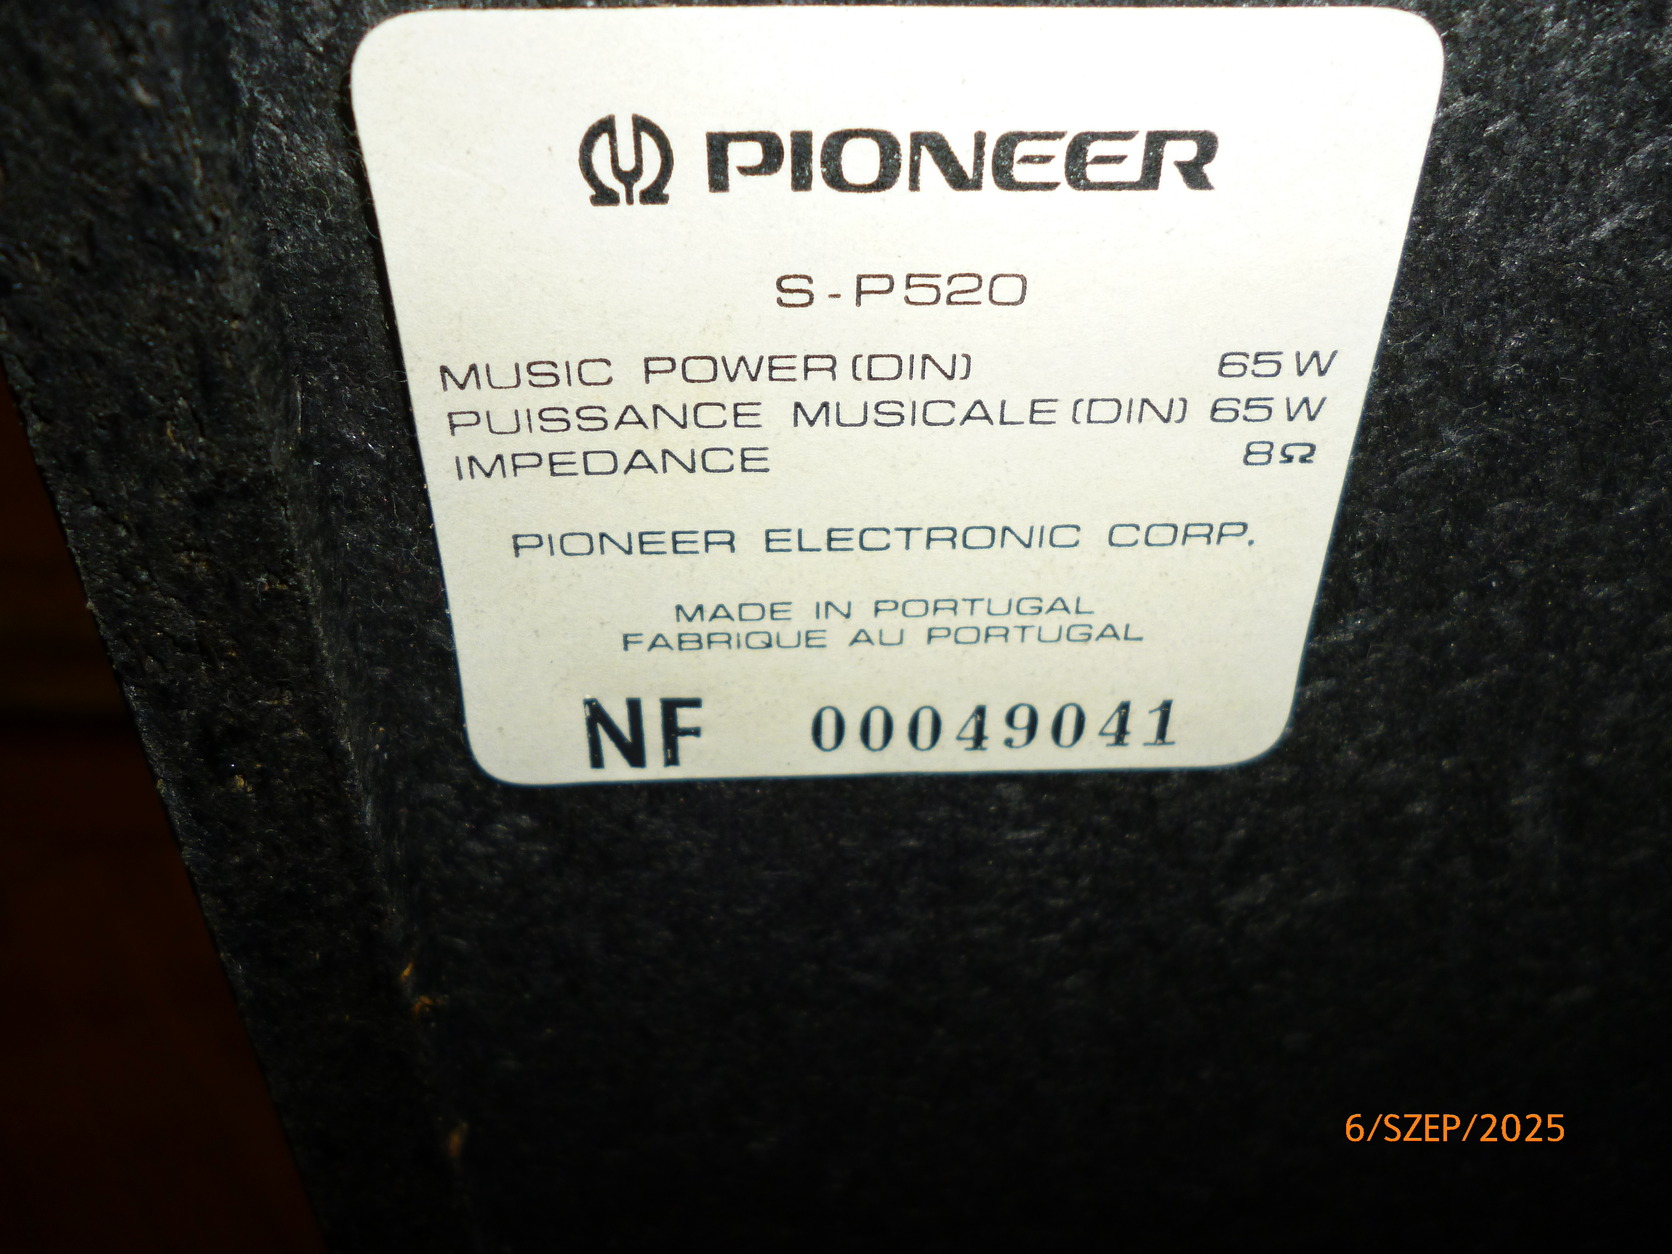 PIONEER
S-P520
MUSIC POWER (DIN) 65 W
PUISSANCE MUSICALE (DIN) 65 W
IMPEDANCE 8Ω
PIONEER ELECTRONIC CORP.
MADE IN PORTUGAL
FABRIQUE AU PORTUGAL
NF 00049041
6/SZEP/2025